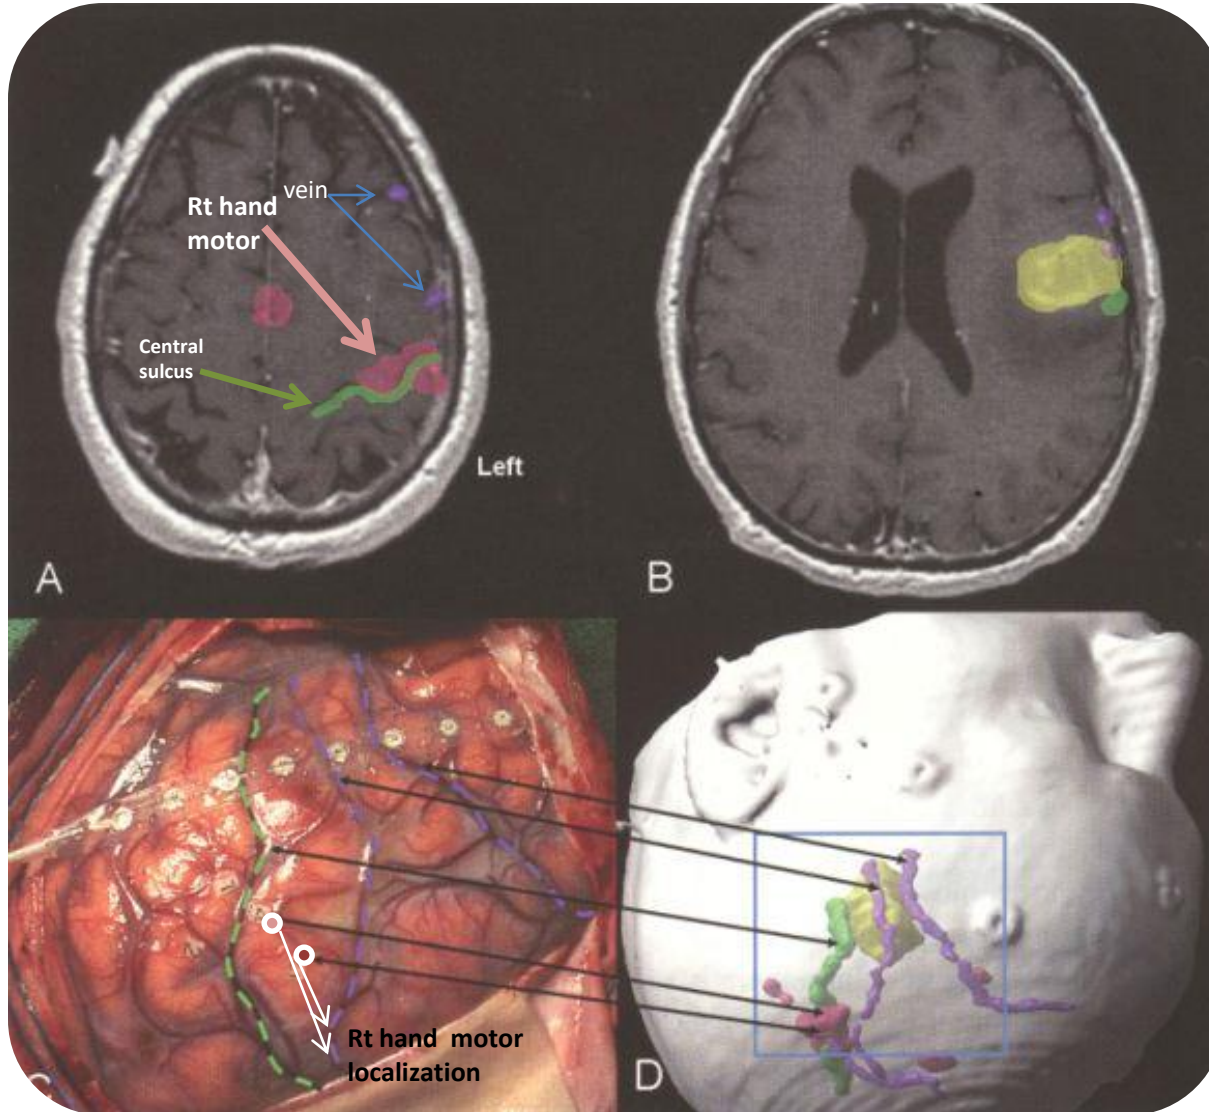 vein
Rt hand
motor
Central
sulcus
Left
A
B
Rt hand motor
localization
C
D